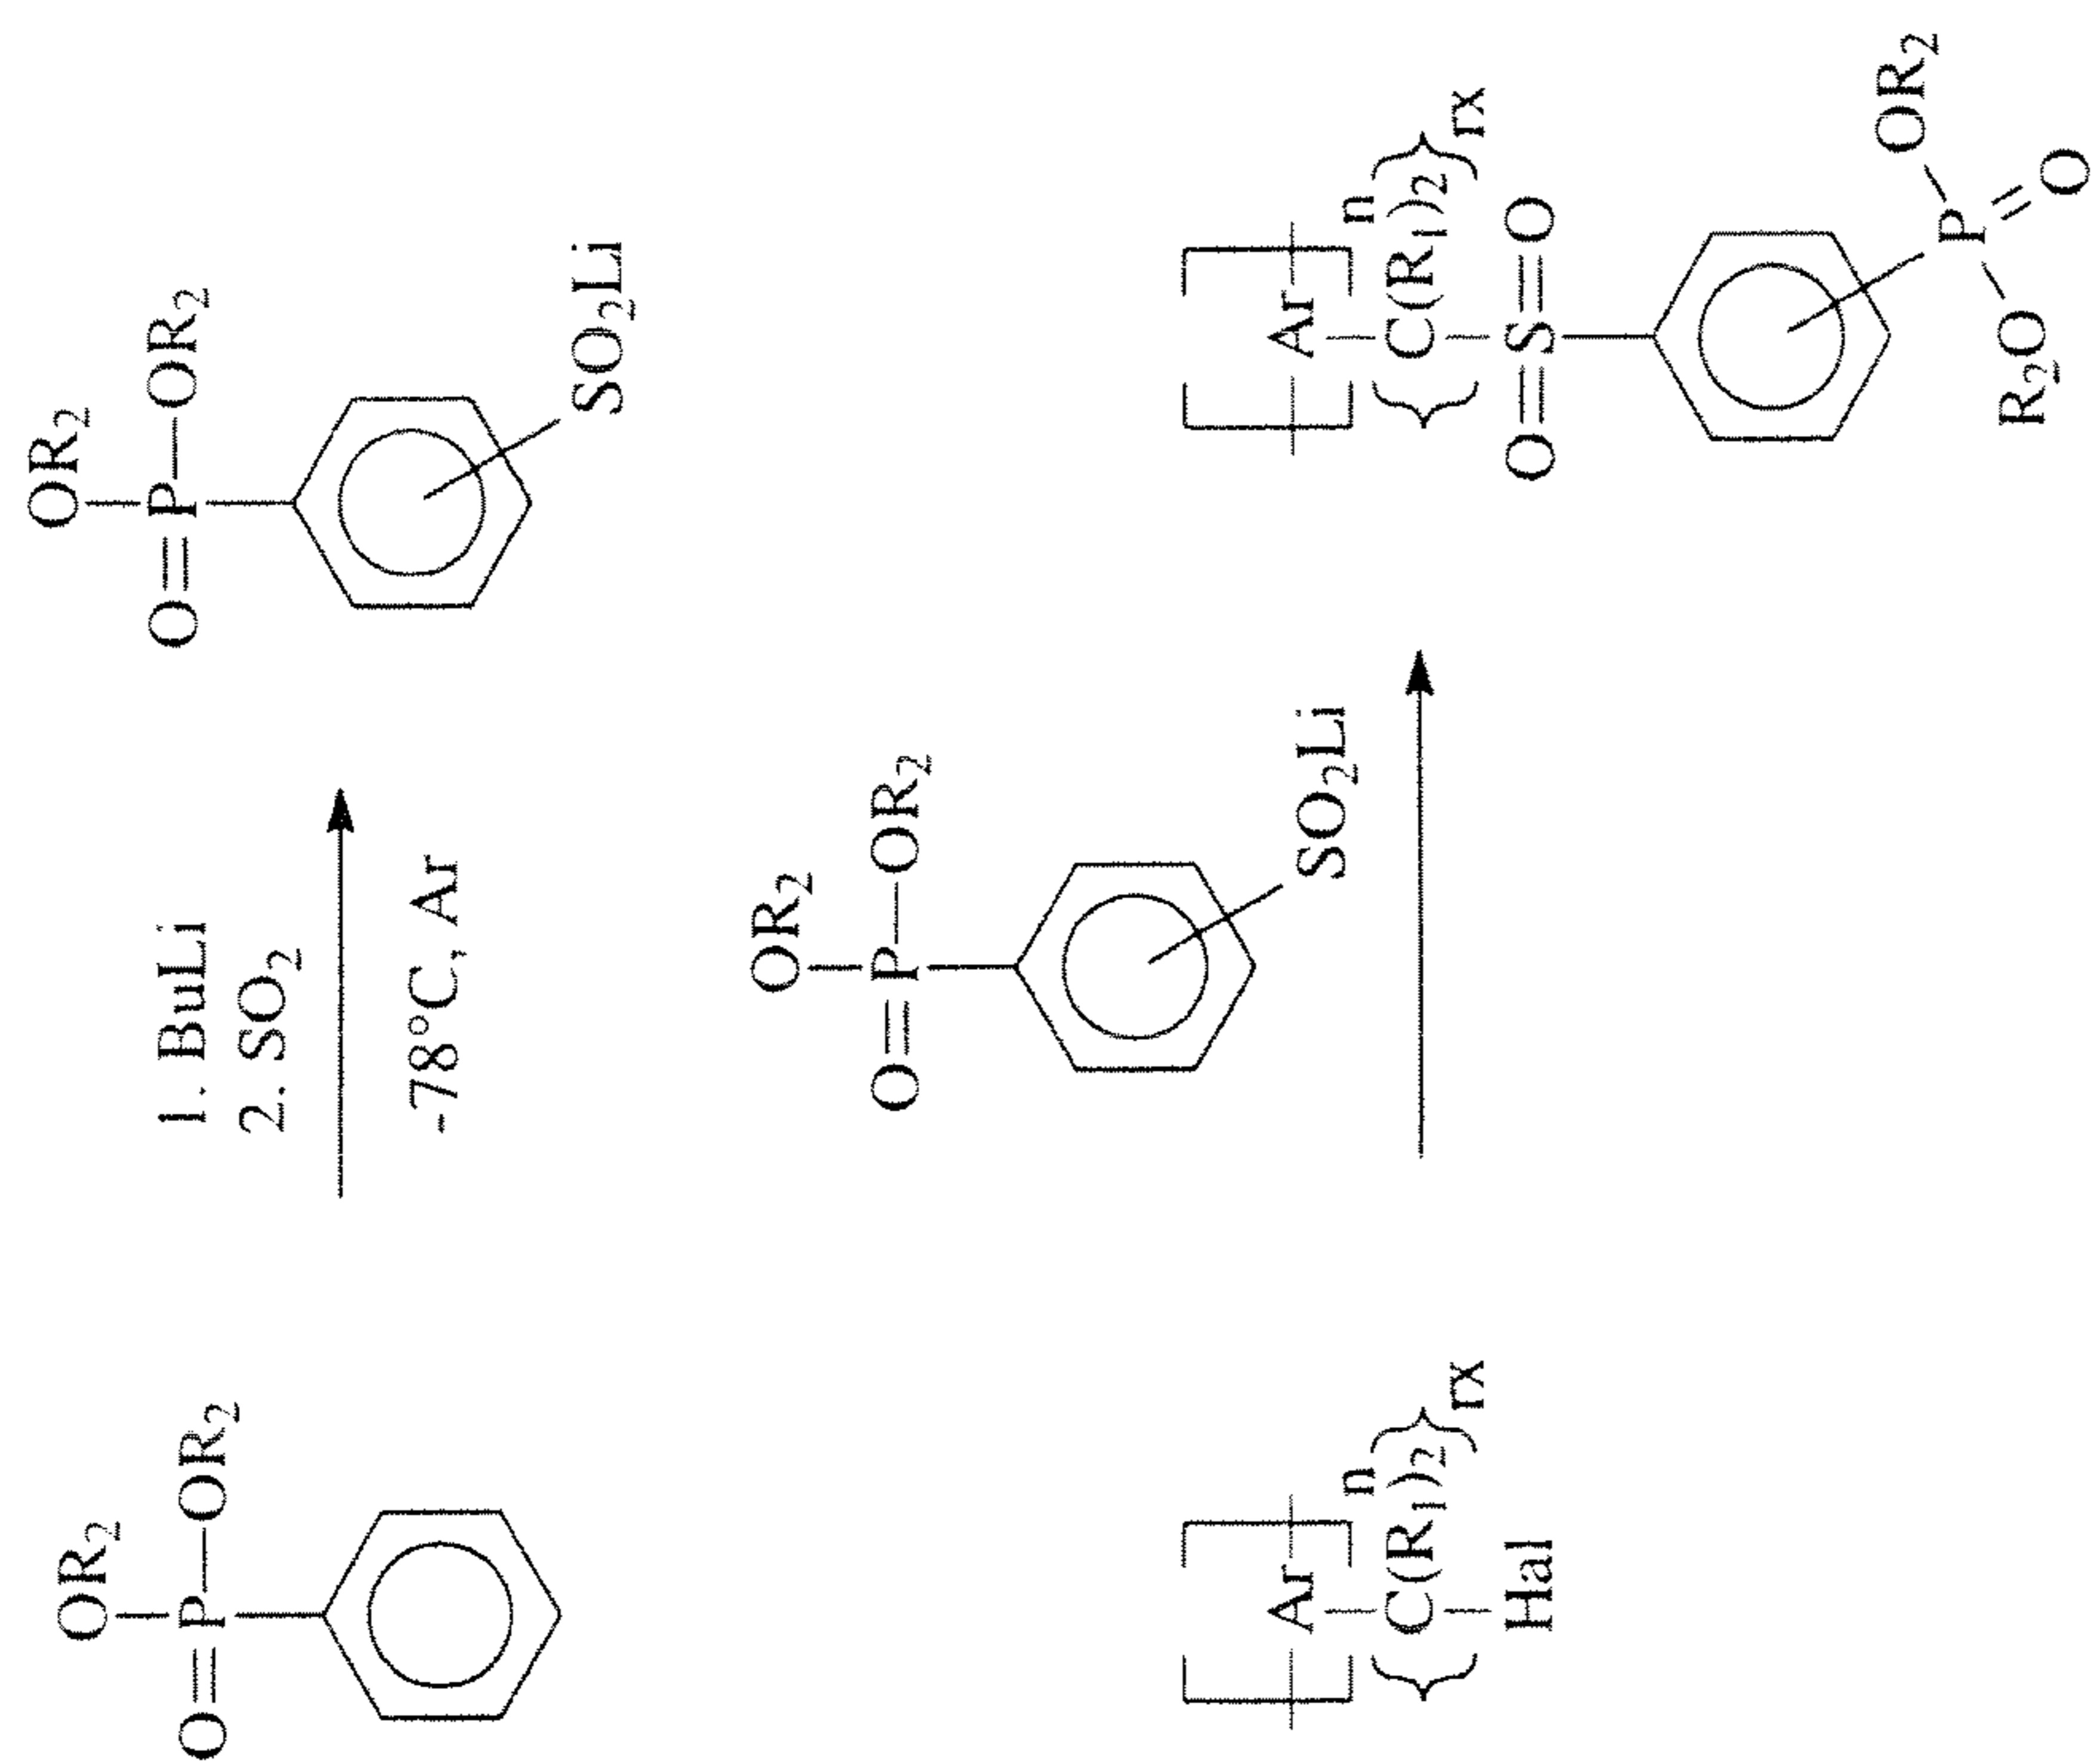 OR₂
O=P—OR₂
1. BuLi
2. SO₂
-78°C, Ar
OR₂
O=P—OR₂
SO₂Li
[Ar]n
{C(R₁)₂}rx
Hal
OR₂
O=P—OR₂
SO₂Li
[Ar]n
{C(R₁)₂}rx
O=S=O
OR₂
P
R₂O
O